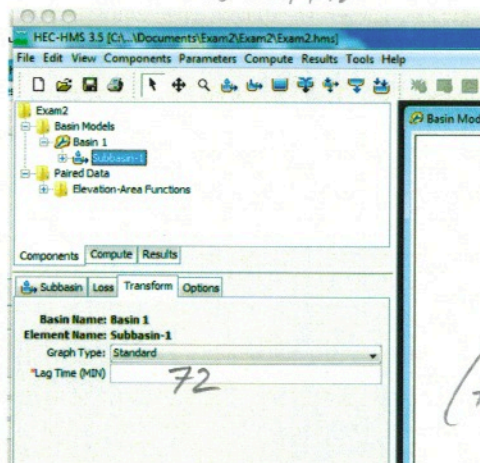 HEC-HMS 3.5 [C:\...\Documents\Exam2\Exam2\Exam2.hms]
File Edit View Components Parameters Compute Results Tools Help
Exam2
Basin Models
Basin 1
Subbasin-1
Paired Data
Elevation-Area Functions
Basin Mod
Components Compute Results
Subbasin Loss Transform Options
Basin Name: Basin 1
Element Name: Subbasin-1
Graph Type: Standard
*Lag Time (MIN) 72